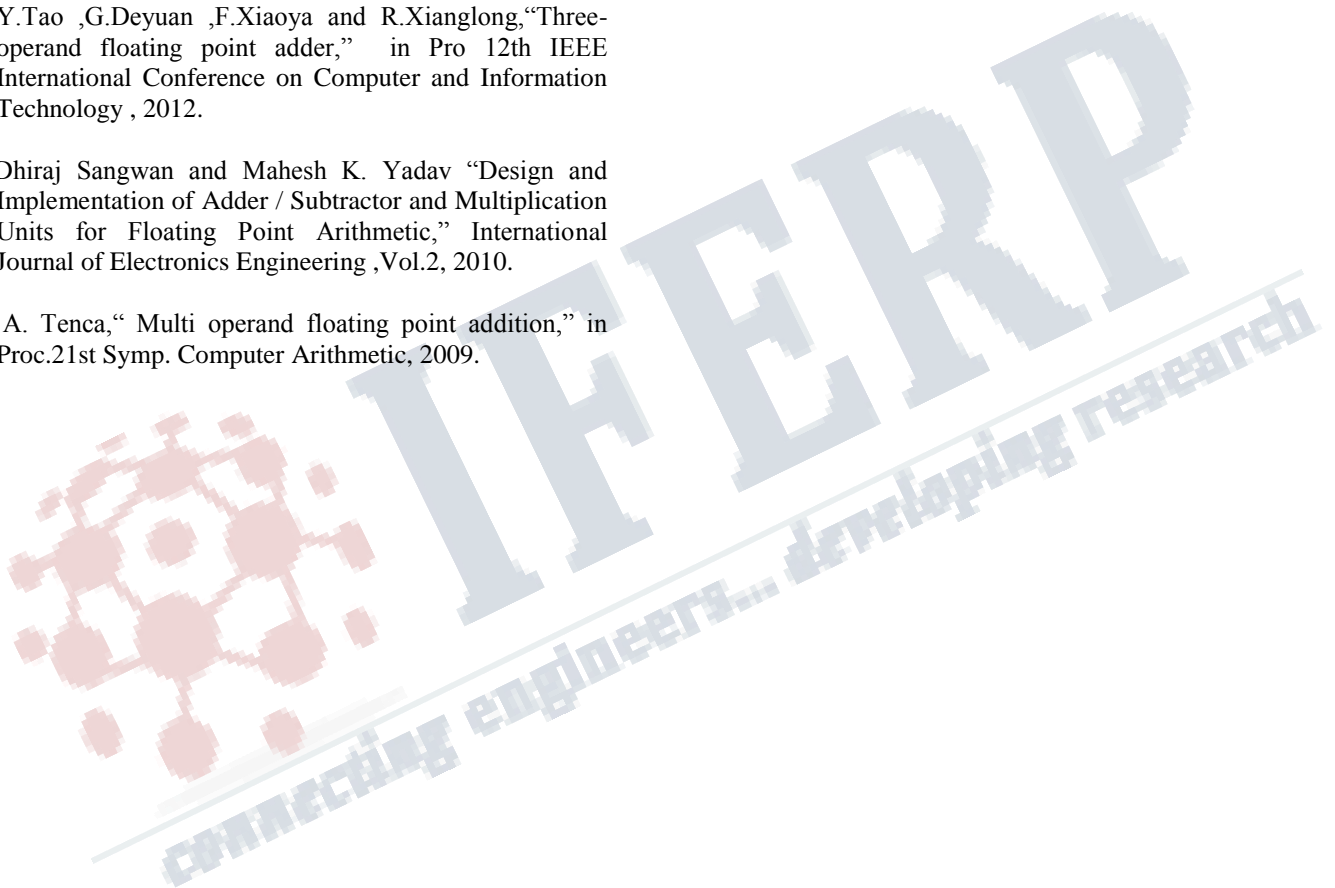 Y.Tao ,G.Deyuan ,F.Xiaoya and R.Xianglong,“Three-
operand floating point adder,” in Pro 12th IEEE
International Conference on Computer and Information
Technology , 2012.
Dhiraj Sangwan and Mahesh K. Yadav “Design and
Implementation of Adder / Subtractor and Multiplication
Units for Floating Point Arithmetic,” International
Journal of Electronics Engineering ,Vol.2, 2010.
A. Tenca,“ Multi operand floating point addition,” in
Proc.21st Symp. Computer Arithmetic, 2009.
IFERP
connecting engineers... developing research